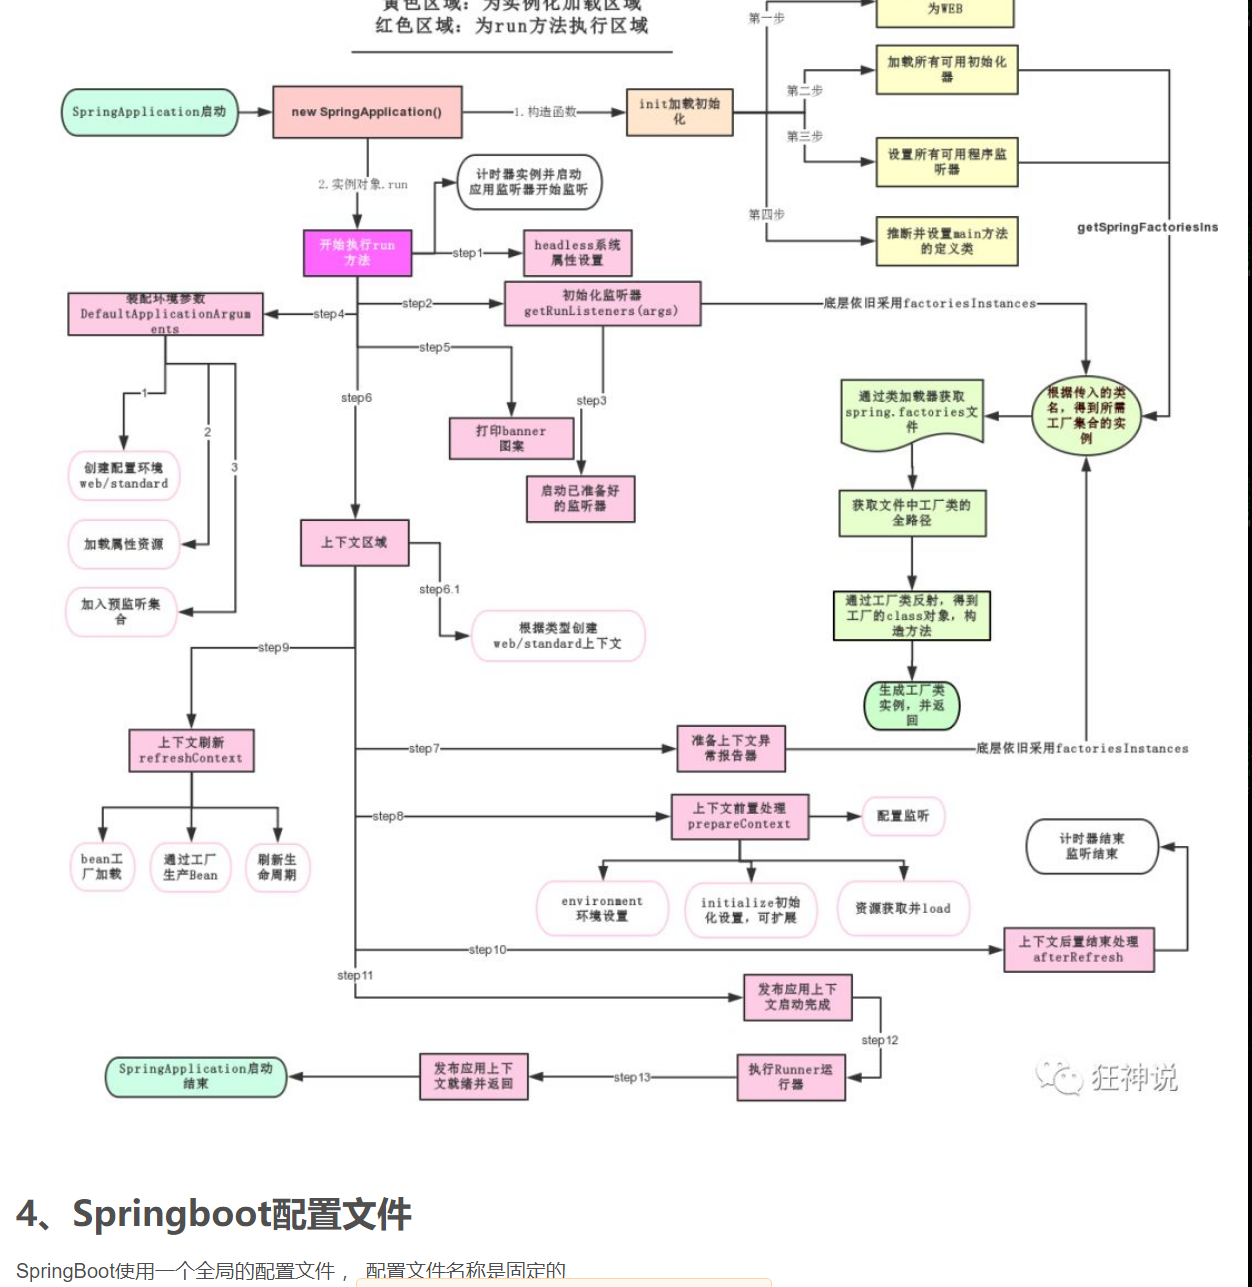 黄色区域：为实例化加载区域
红色区域：为run方法执行区域
第一步
为WEB
加载所有可用初始化
器
第二步
SpringApplication启动
new SpringApplication()
1.构造函数
init加载初始
化
第三步
设置所有可用程序监
听器
2.实例对象.run
计时器实例并启动
应用监听器开始监听
第四步
推断并设置main方法
的定义类
getSpringFactoriesIns
开始执行run
方法
step1
headless系统
属性设置
装配环境参数
DefaultApplicationArgum
ents
step4
step2
初始化监听器
getRunListeners(args)
底层依旧采用factoriesInstances
step5
step6
step3
1
2
3
打印banner
图案
通过类加载器获取
spring.factories文
件
根据传入的类
名，得到所需
工厂集合的实
例
创建配置环境
web/standard
启动已准备好
的监听器
获取文件中工厂类的
全路径
加载属性资源
上下文区域
step6.1
加入预监听集
合
通过工厂类反射，得到
工厂的class对象，构
造方法
根据类型创建
web/standard上下文
step9
生成工厂类
实例，并返
回
上下文刷新
refreshContext
step7
准备上下文异
常报告器
底层依旧采用factoriesInstances
step8
上下文前置处理
prepareContext
配置监听
计时器结束
监听结束
bean工
厂加载
通过工厂
生产Bean
刷新生
命周期
environment
环境设置
initialize初始
化设置，可扩展
资源获取并load
step10
上下文后置结束处理
afterRefresh
step11
发布应用上下
文启动完成
step12
SpringApplication启动
结束
发布应用上下
文就绪并返回
step13
执行Runner运
行器
狂神说
4、Springboot配置文件
SpringBoot使用一个全局的配置文件 ， 配置文件名称是固定的